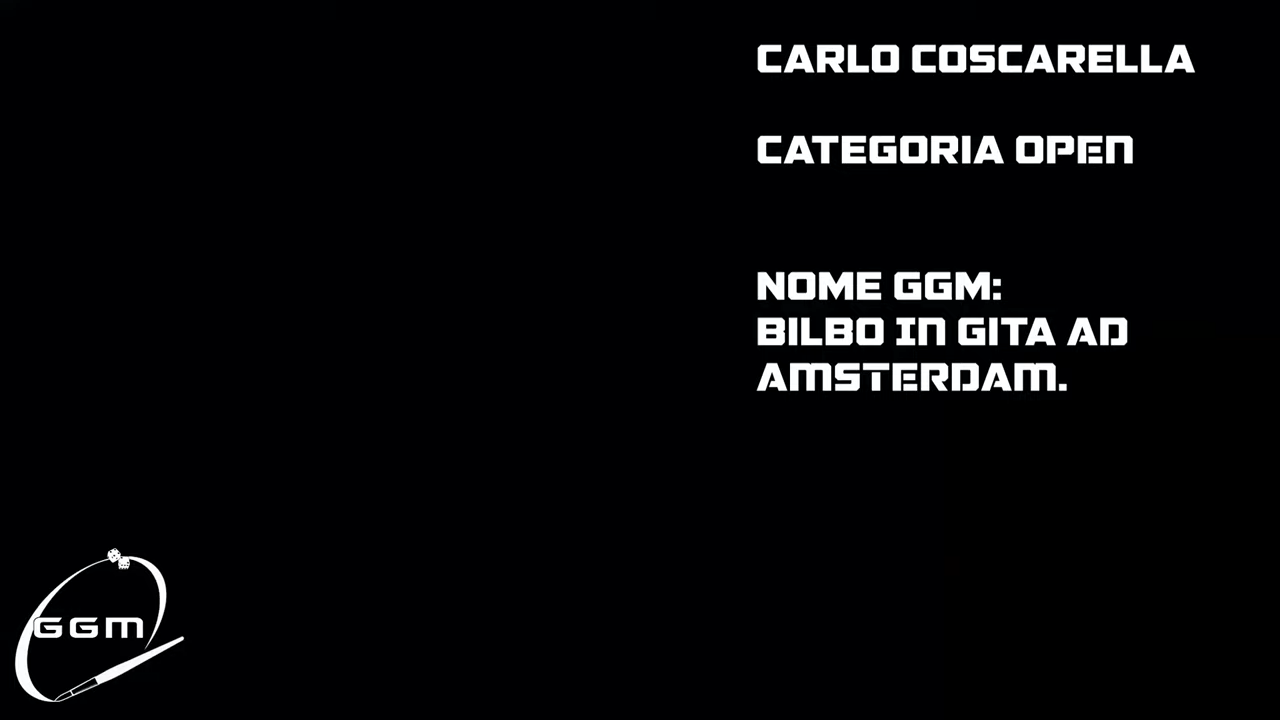 CARLO COSCARELLA
CATEGORIA OPEN
NOME GGM:
BILBO IN GITA AD
AMSTERDAM.
GGM